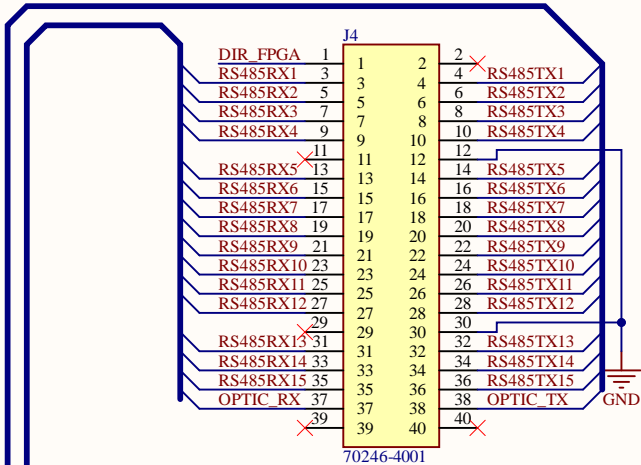 J4
DIR_FPGA 1 1 2 2
RS485RX1 3 3 4 4 RS485TX1
RS485RX2 5 5 6 6 RS485TX2
RS485RX3 7 7 8 8 RS485TX3
RS485RX4 9 9 10 10 RS485TX4
11 11 12 12
RS485RX5 13 13 14 14 RS485TX5
RS485RX6 15 15 16 16 RS485TX6
RS485RX7 17 17 18 18 RS485TX7
RS485RX8 19 19 20 20 RS485TX8
RS485RX9 21 21 22 22 RS485TX9
RS485RX10 23 23 24 24 RS485TX10
RS485RX11 25 25 26 26 RS485TX11
RS485RX12 27 27 28 28 RS485TX12
29 29 30 30
RS485RX13 31 31 32 32 RS485TX13
RS485RX14 33 33 34 34 RS485TX14
RS485RX15 35 35 36 36 RS485TX15
OPTIC_RX 37 37 38 38 OPTIC_TX GND
39 39 40 40
70246-4001